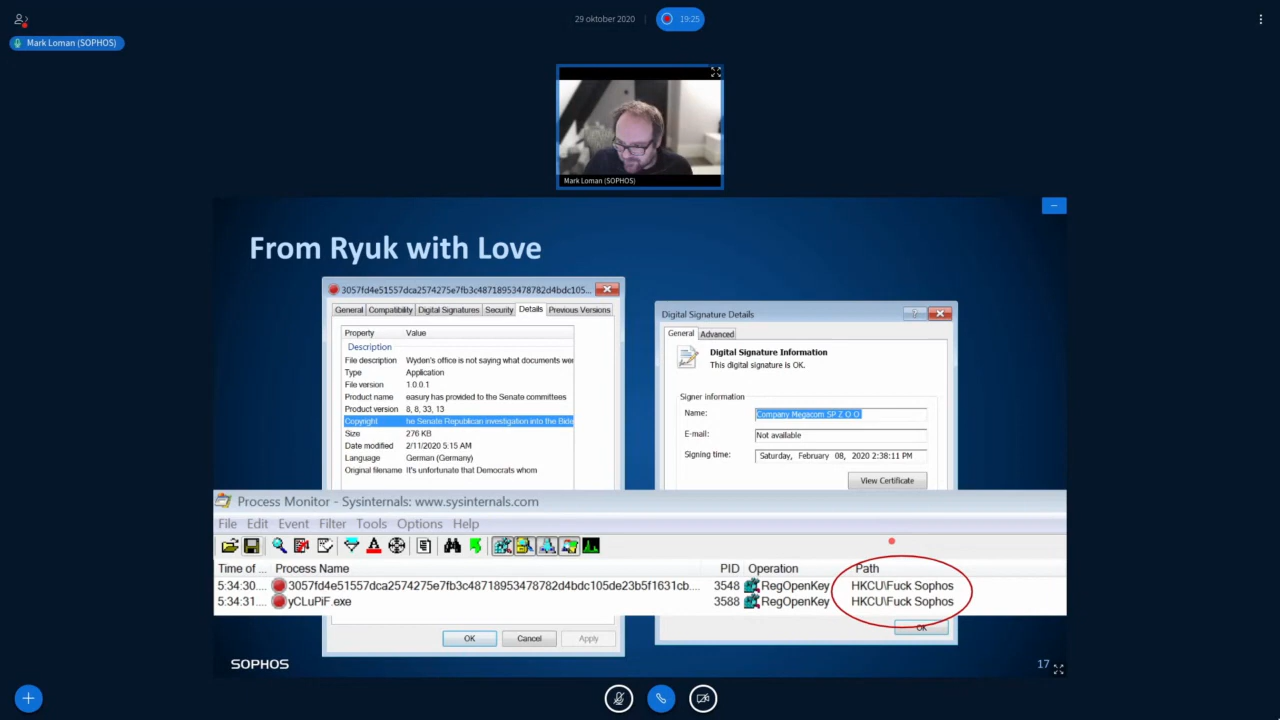 29 oktober 2020
19:25
Mark Loman (SOPHOS)
Mark Loman (SOPHOS)
From Ryuk with Love
3057fd4e51557dca2574275e7fb3c48718953478782d4bdc105...
General Compatibility Digital Signatures Security Details Previous Versions
Property Value
Description
File description Wyden's office is not saying what documents wer
Type Application
File version 1.0.0.1
Product name easury has provided to the Senate committees
Product version 8, 8, 33, 13
Copyright he Senate Republican investigation into the Bide
Size 276 KB
Date modified 2/11/2020 5:15 AM
Language German (Germany)
Original filename It's unfortunate that Democrats whom
Digital Signature Details
General Advanced
Digital Signature Information
This digital signature is OK.
Signer information
Name: Company Megacom SP Z O O
E-mail: Not available
Signing time: Saturday, February 08, 2020 2:38:11 PM
View Certificate
Process Monitor - Sysinternals: www.sysinternals.com
File Edit Event Filter Tools Options Help
Time of ... Process Name PID Operation Path
5:34:30.... 3057fd4e51557dca2574275e7fb3c48718953478782d4bdc105de23b5f1631cb.... 3548 RegOpenKey HKCU\Fuck Sophos
5:34:31.... yCLuPiF.exe 3588 RegOpenKey HKCU\Fuck Sophos
OK Cancel Apply
OK
SOPHOS
17